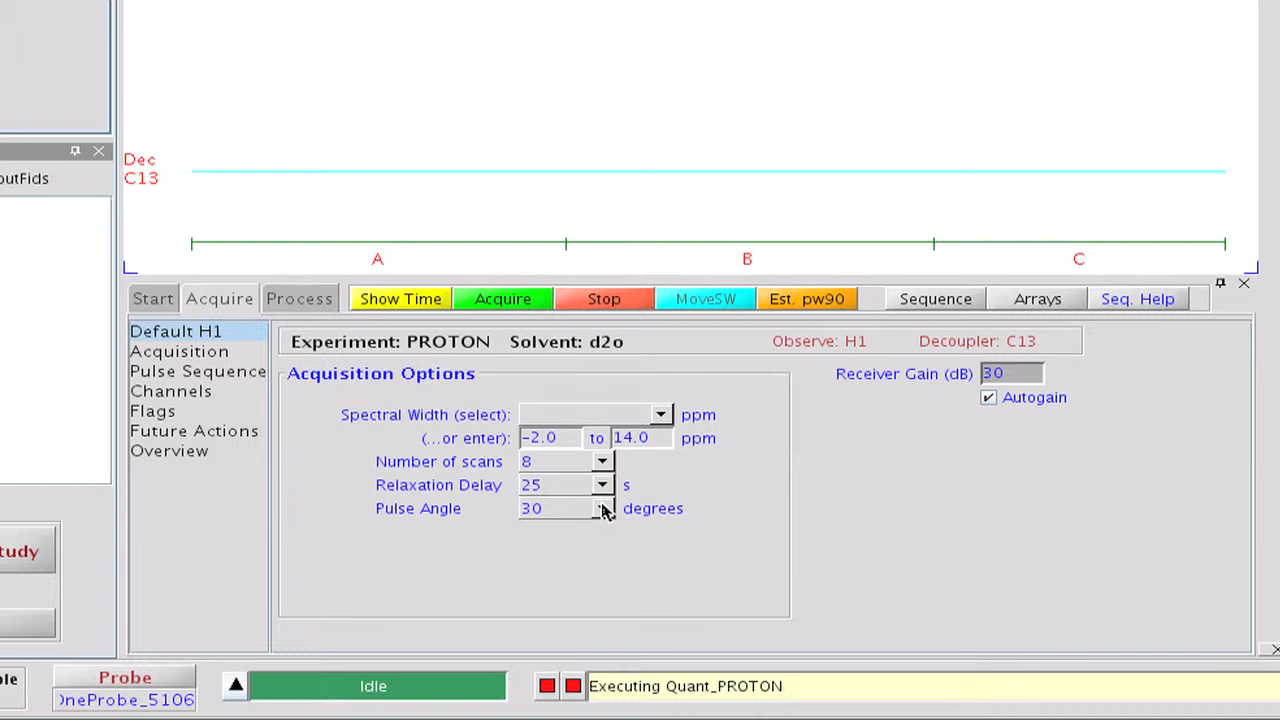 Dec
C13
A B C
outFids
Start Acquire Process Show Time Acquire Stop MoveSW Est. pw90 Sequence Arrays Seq. Help
Default H1
Acquisition
Pulse Sequence
Channels
Flags
Future Actions
Overview
Experiment: PROTON Solvent: d2o Observe: H1 Decoupler: C13
Acquisition Options
Spectral Width (select): ppm
(...or enter): -2.0 to 14.0 ppm
Number of scans 8
Relaxation Delay 25 s
Pulse Angle 30 degrees
Receiver Gain (dB) 30
Autogain
tudy
ole
Probe
OneProbe_5106
Idle
Executing Quant_PROTON